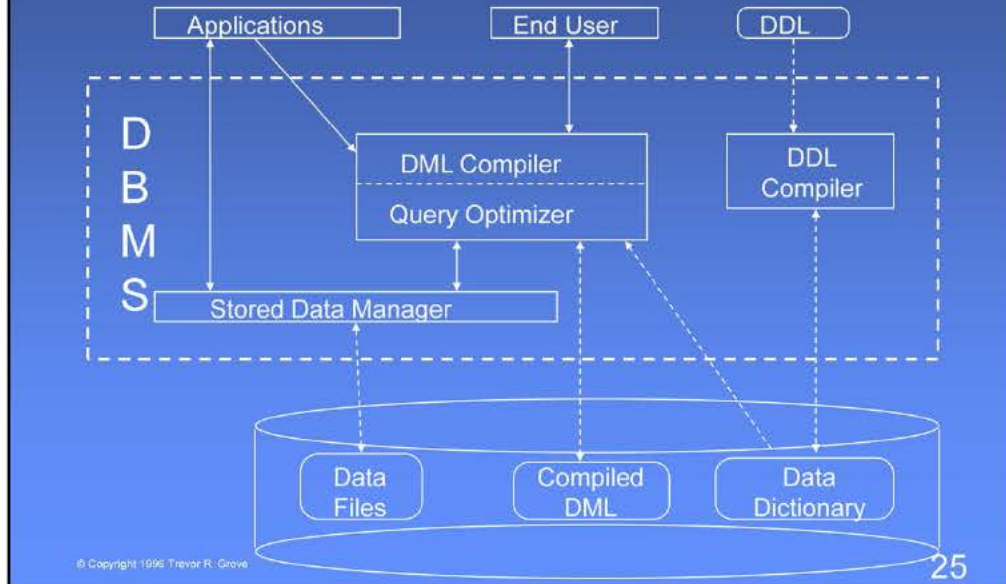 Applications
End User
DDL
D
B
M
S
DML Compiler
Query Optimizer
DDL
Compiler
Stored Data Manager
Data
Files
Compiled
DML
Data
Dictionary
© Copyright 1996 Trevor R. Grove
25